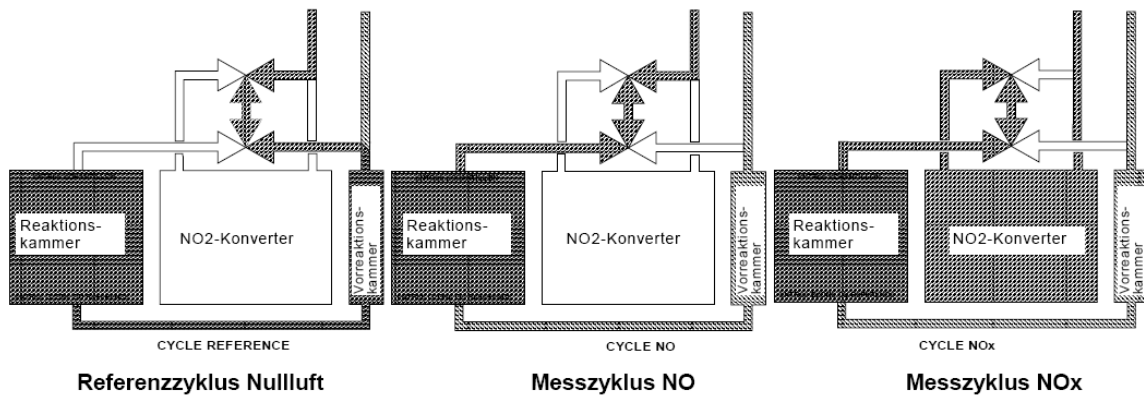 Reaktions-
kammer
NO2-Konverter
Vorreaktions-
kammer
CYCLE REFERENCE
Referenzzyklus Nullluft
Reaktions-
kammer
NO2-Konverter
Vorreaktions-
kammer
CYCLE NO
Messzyklus NO
Reaktions-
kammer
NO2-Konverter
Vorreaktions-
kammer
CYCLE NOx
Messzyklus NOx